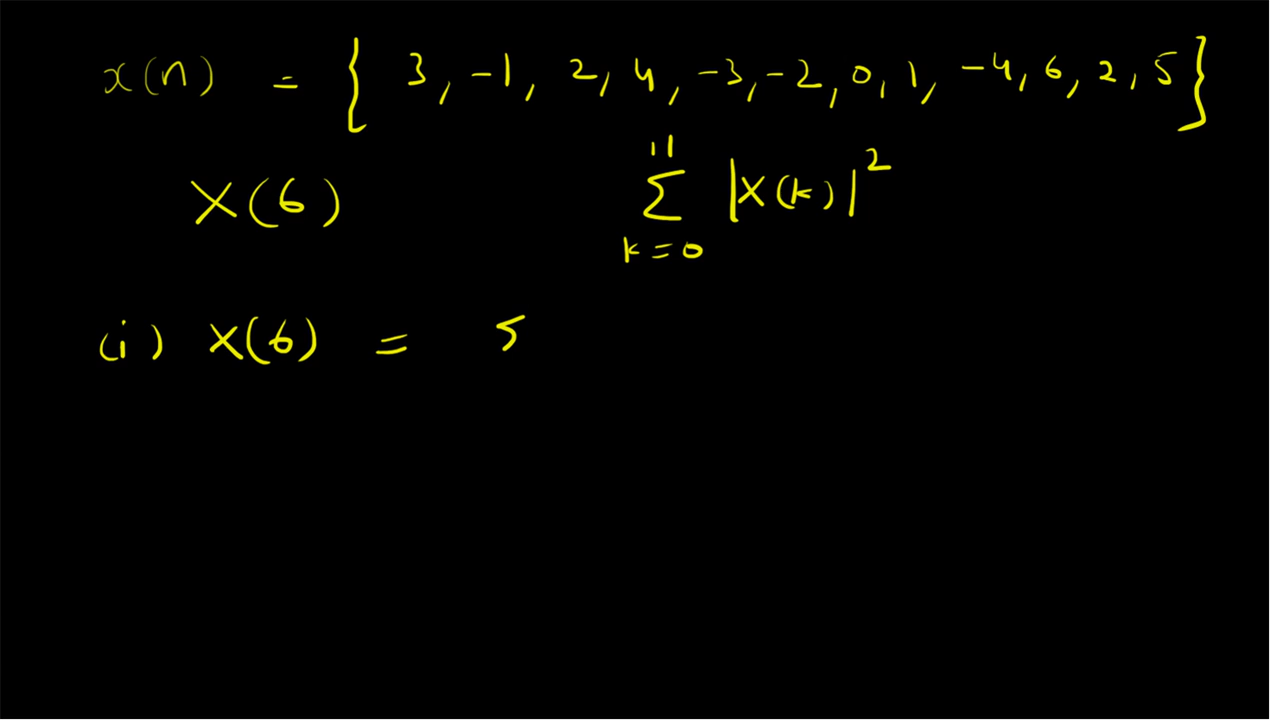 x(n) = { 3, -1, 2, 4, -3, -2, 0, 1, -4, 6, 2, 5}
X(6) 11 Σ k=0 |X(k)|²
(i) X(6) = 5